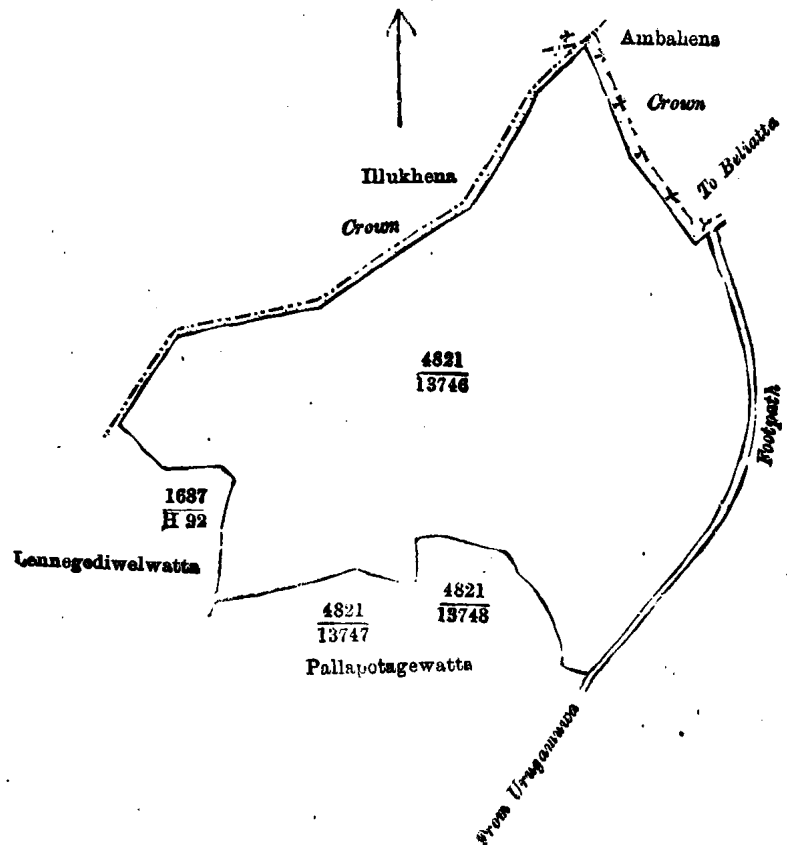 Ambahena
Crown
To Beliatta
Illukhena
Crown
4821
13746
Footpath
1687
H 92
Lennegediwelwatta
4821
13747
4821
13748
Pallapotagewatta
From Urugamuwa